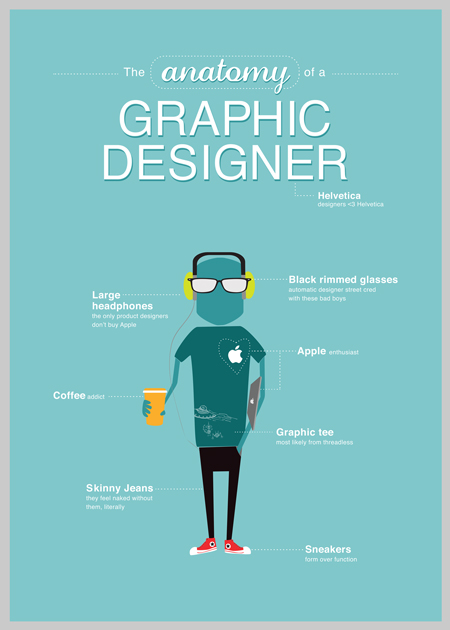 The anatomy of a
GRAPHIC
DESIGNER
Helvetica
designers <3 Helvetica
Black rimmed glasses
automatic designer street cred
with these bad boys
Large
headphones
the only product designers
don't buy Apple
Apple enthusiast
Coffee addict
Graphic tee
most likely from threadless
Skinny Jeans
they feel naked without
them, literally
Sneakers
form over function